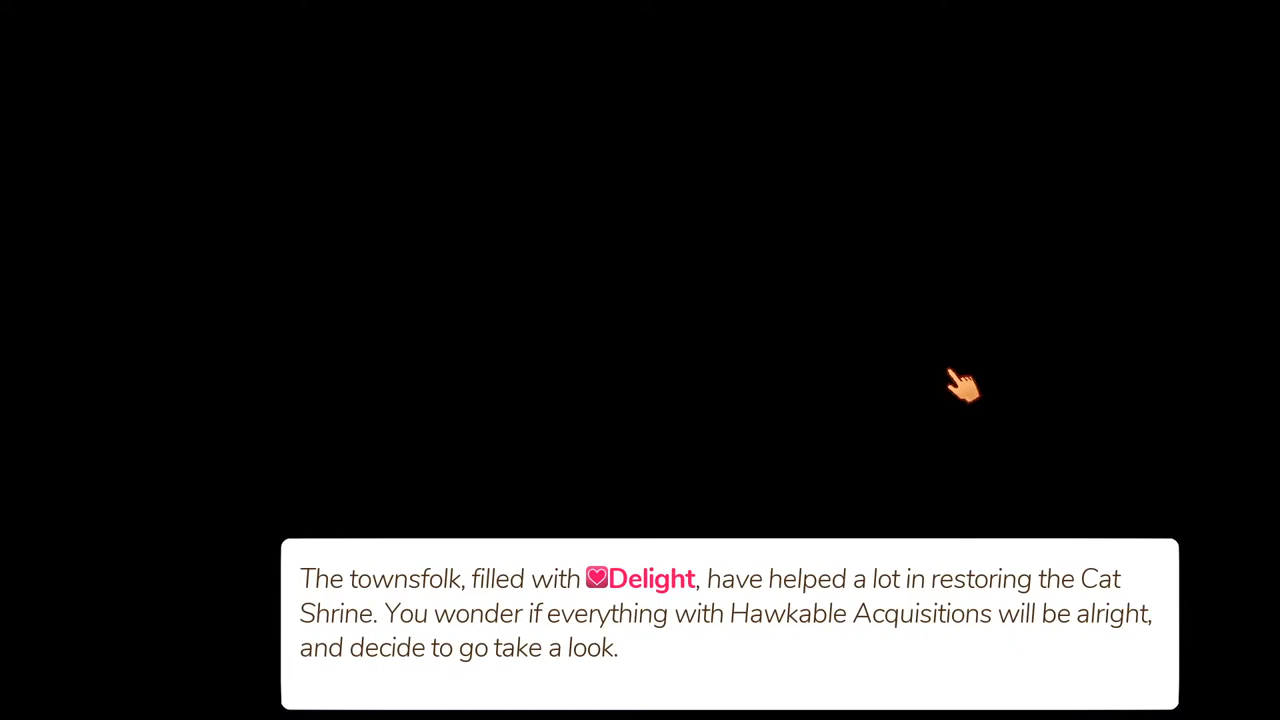 The townsfolk, filled with Delight, have helped a lot in restoring the Cat
Shrine. You wonder if everything with Hawkable Acquisitions will be alright,
and decide to go take a look.